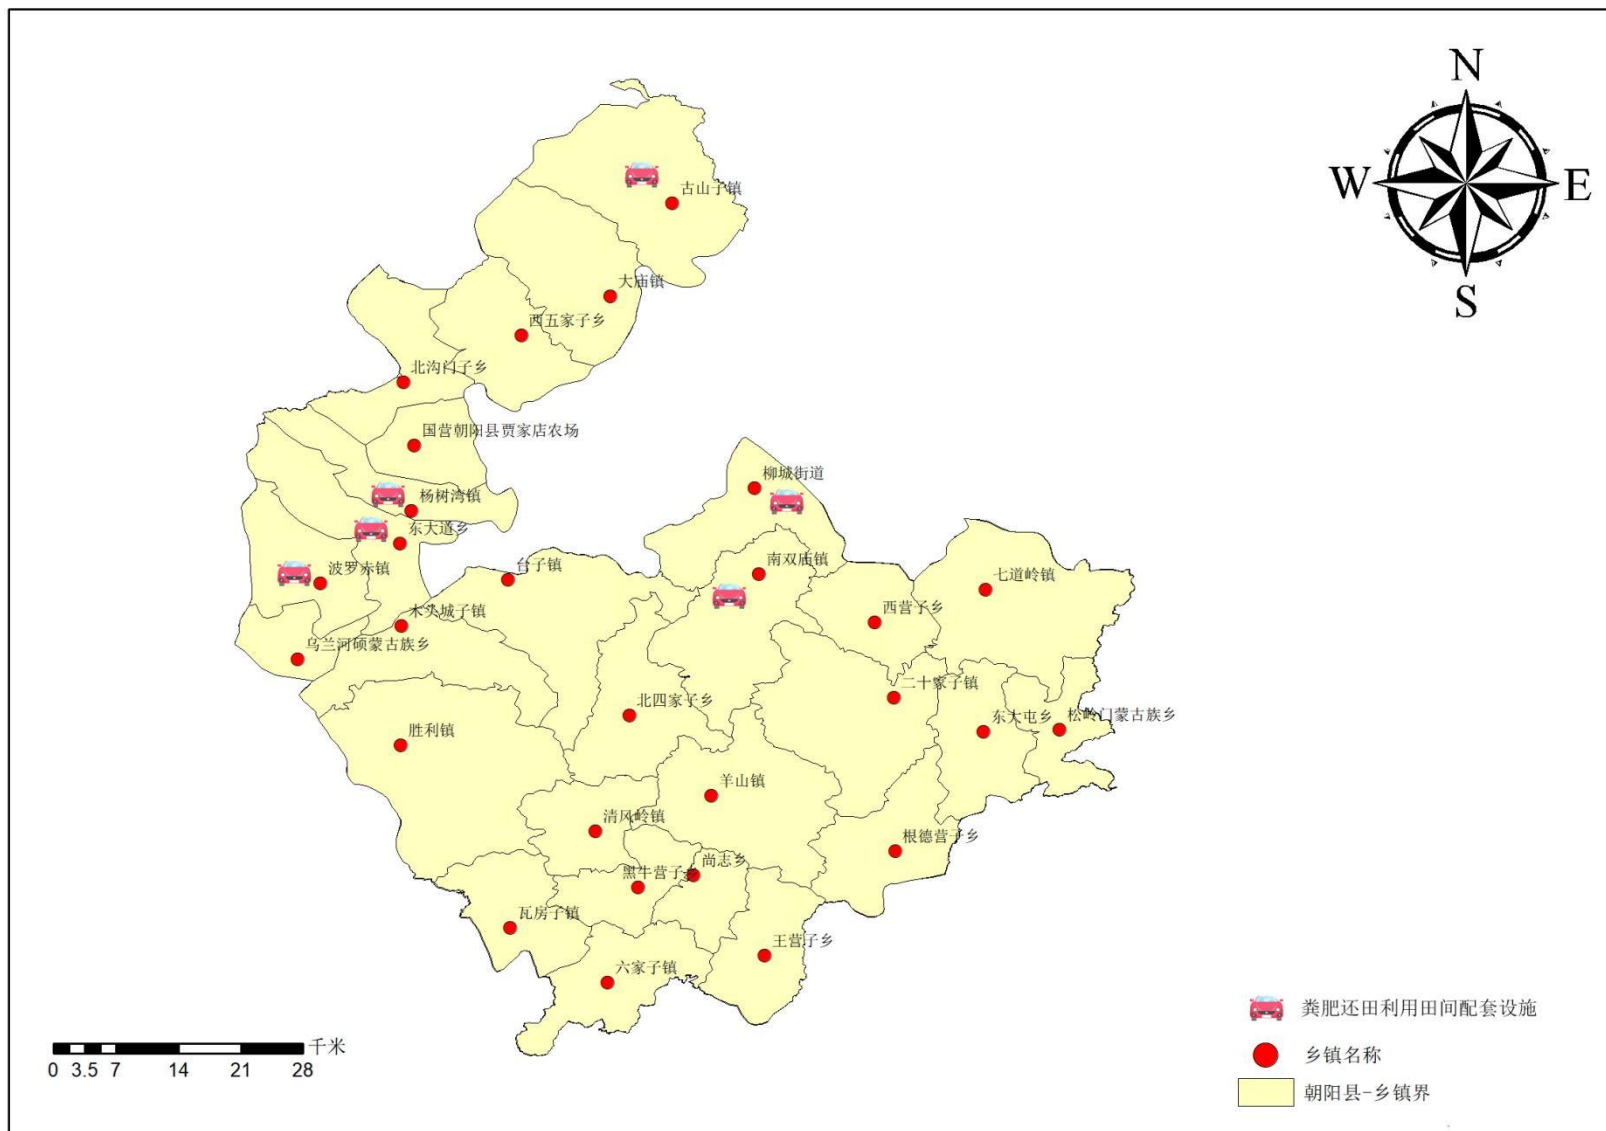 N
古山子镇
W
E
大庙镇
S
西五家子乡
北沟门子乡
国营朝阳县贾家店农场
柳城街道
杨树湾镇
东大道乡
南双庙镇
台子镇
波罗赤镇
七道岭镇
木头城子镇
西营子乡
乌兰河硕蒙古族乡
二十家子镇
北四家子乡
东大屯乡
松岭门蒙古族乡
胜利镇
羊山镇
清风岭镇
根德营子乡
尚志乡
黑牛营子乡
瓦房子镇
王营子乡
六家子镇
粪肥还田利用田间配套设施
乡镇名称
朝阳县-乡镇界
千米
0 3.5 7 14 21 28